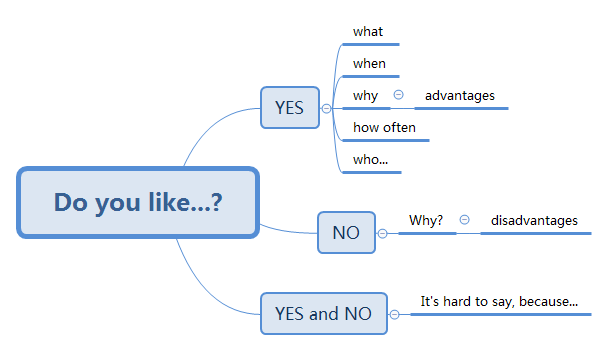 Do you like...?
YES
what
when
why
advantages
how often
who...
NO
Why?
disadvantages
YES and NO
It's hard to say, because...